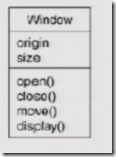 Window
origin
size
open()
close()
move()
display()